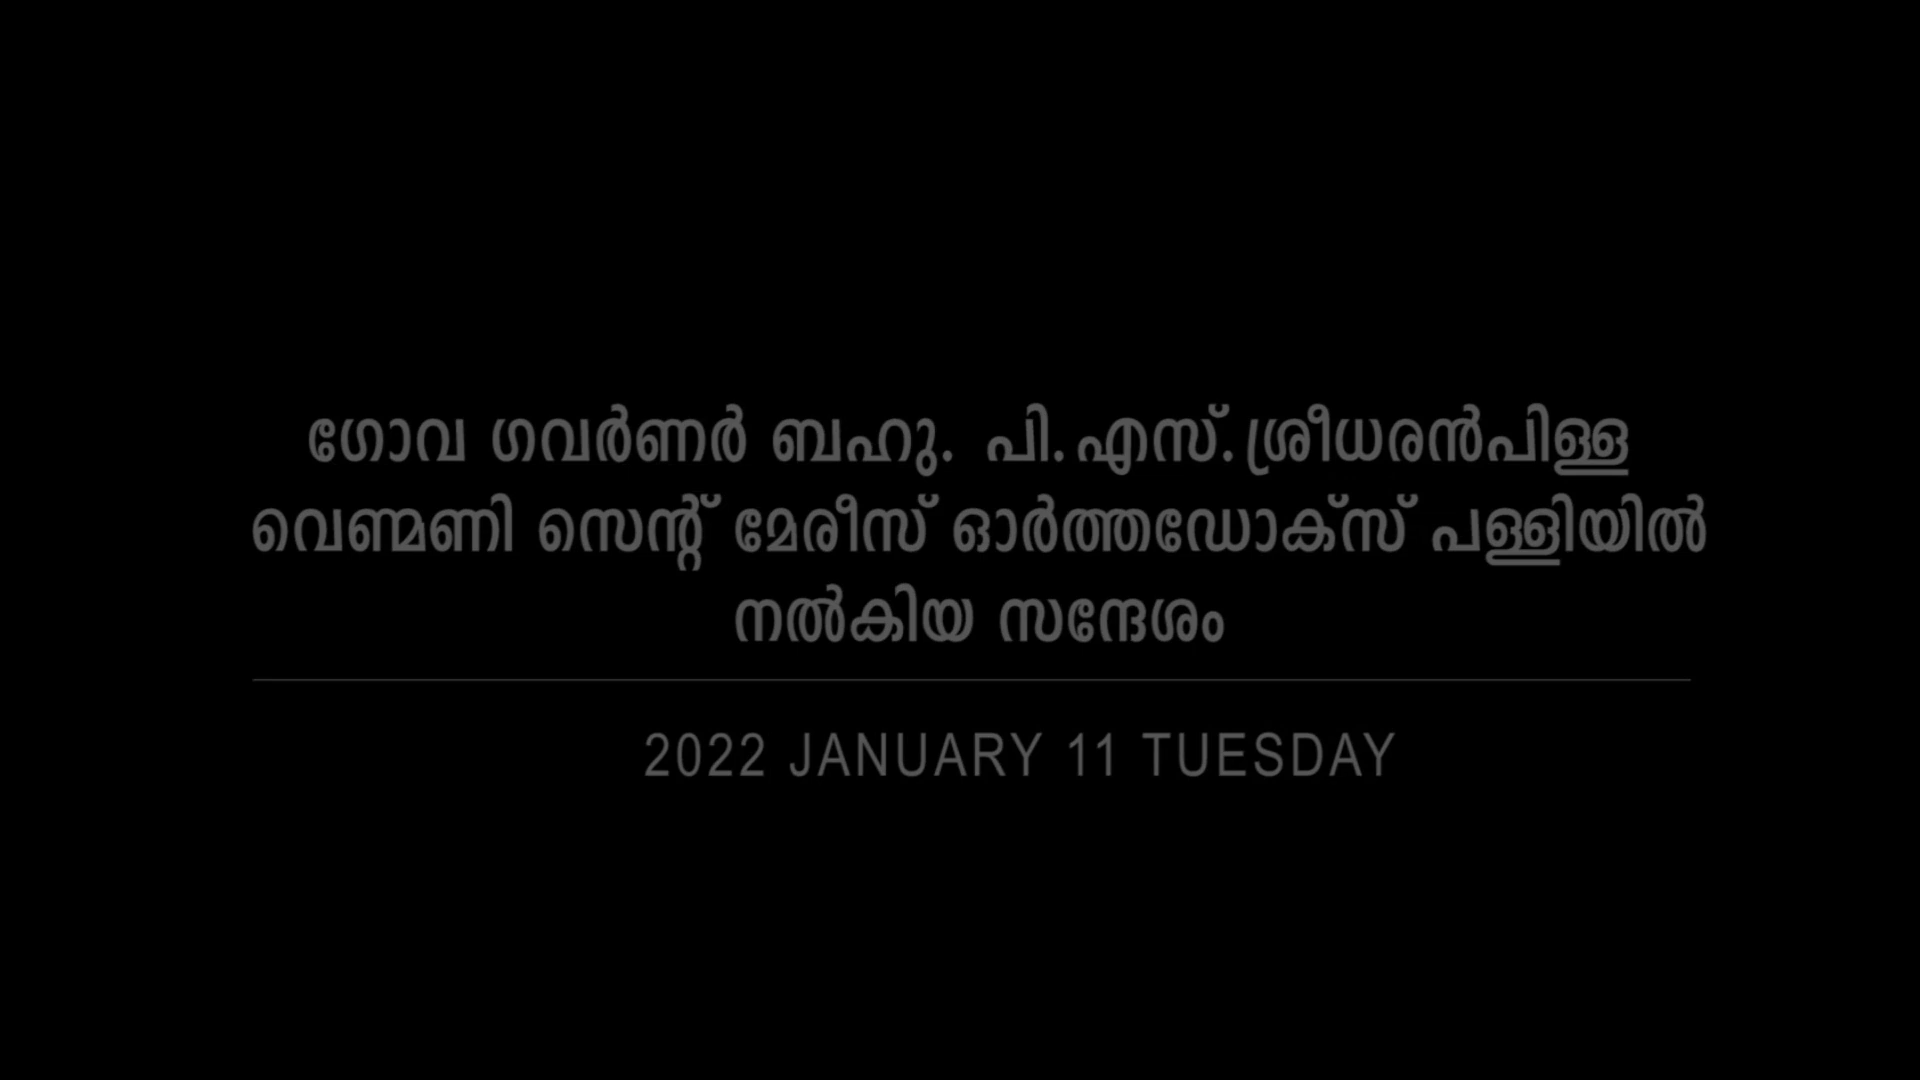 ഗോവ ഗവർണർ ബഹു. പി.എസ്.ശ്രീധരൻപിള്ള
വെണ്മണി സെന്റ് മേരീസ് ഓർത്തഡോക്സ് പള്ളിയിൽ
നൽകിയ സന്ദേശം
2022 JANUARY 11 TUESDAY